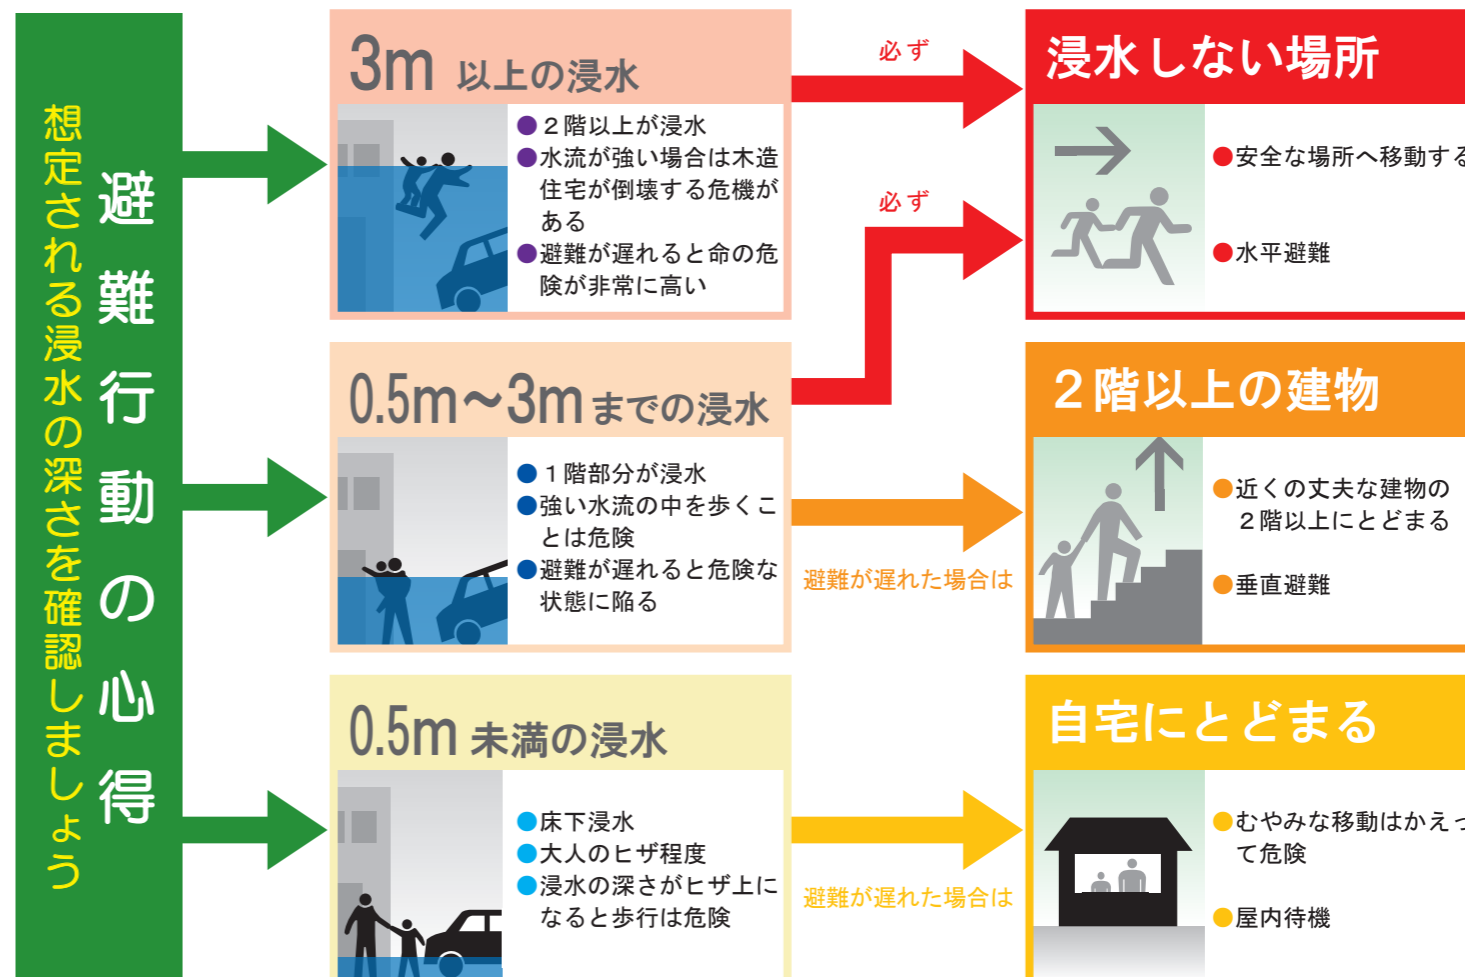 避難行動の心得
想定される浸水の深さを確認しましょう
3m 以上の浸水
●２階以上が浸水
●水流が強い場合は木造
住宅が倒壊する危機が
ある
●避難が遅れると命の危
険が非常に高い
必ず
浸水しない場所
●安全な場所へ移動する
●水平避難
0.5m～3mまでの浸水
●１階部分が浸水
●強い水流の中を歩くこ
とは危険
●避難が遅れると危険な
状態に陥る
必ず
避難が遅れた場合は
２階以上の建物
●近くの丈夫な建物の
２階以上にとどまる
●垂直避難
0.5m 未満の浸水
●床下浸水
●大人のヒザ程度
●浸水の深さがヒザ上に
なると歩行は危険
避難が遅れた場合は
自宅にとどまる
●むやみな移動はかえっ
て危険
●屋内待機